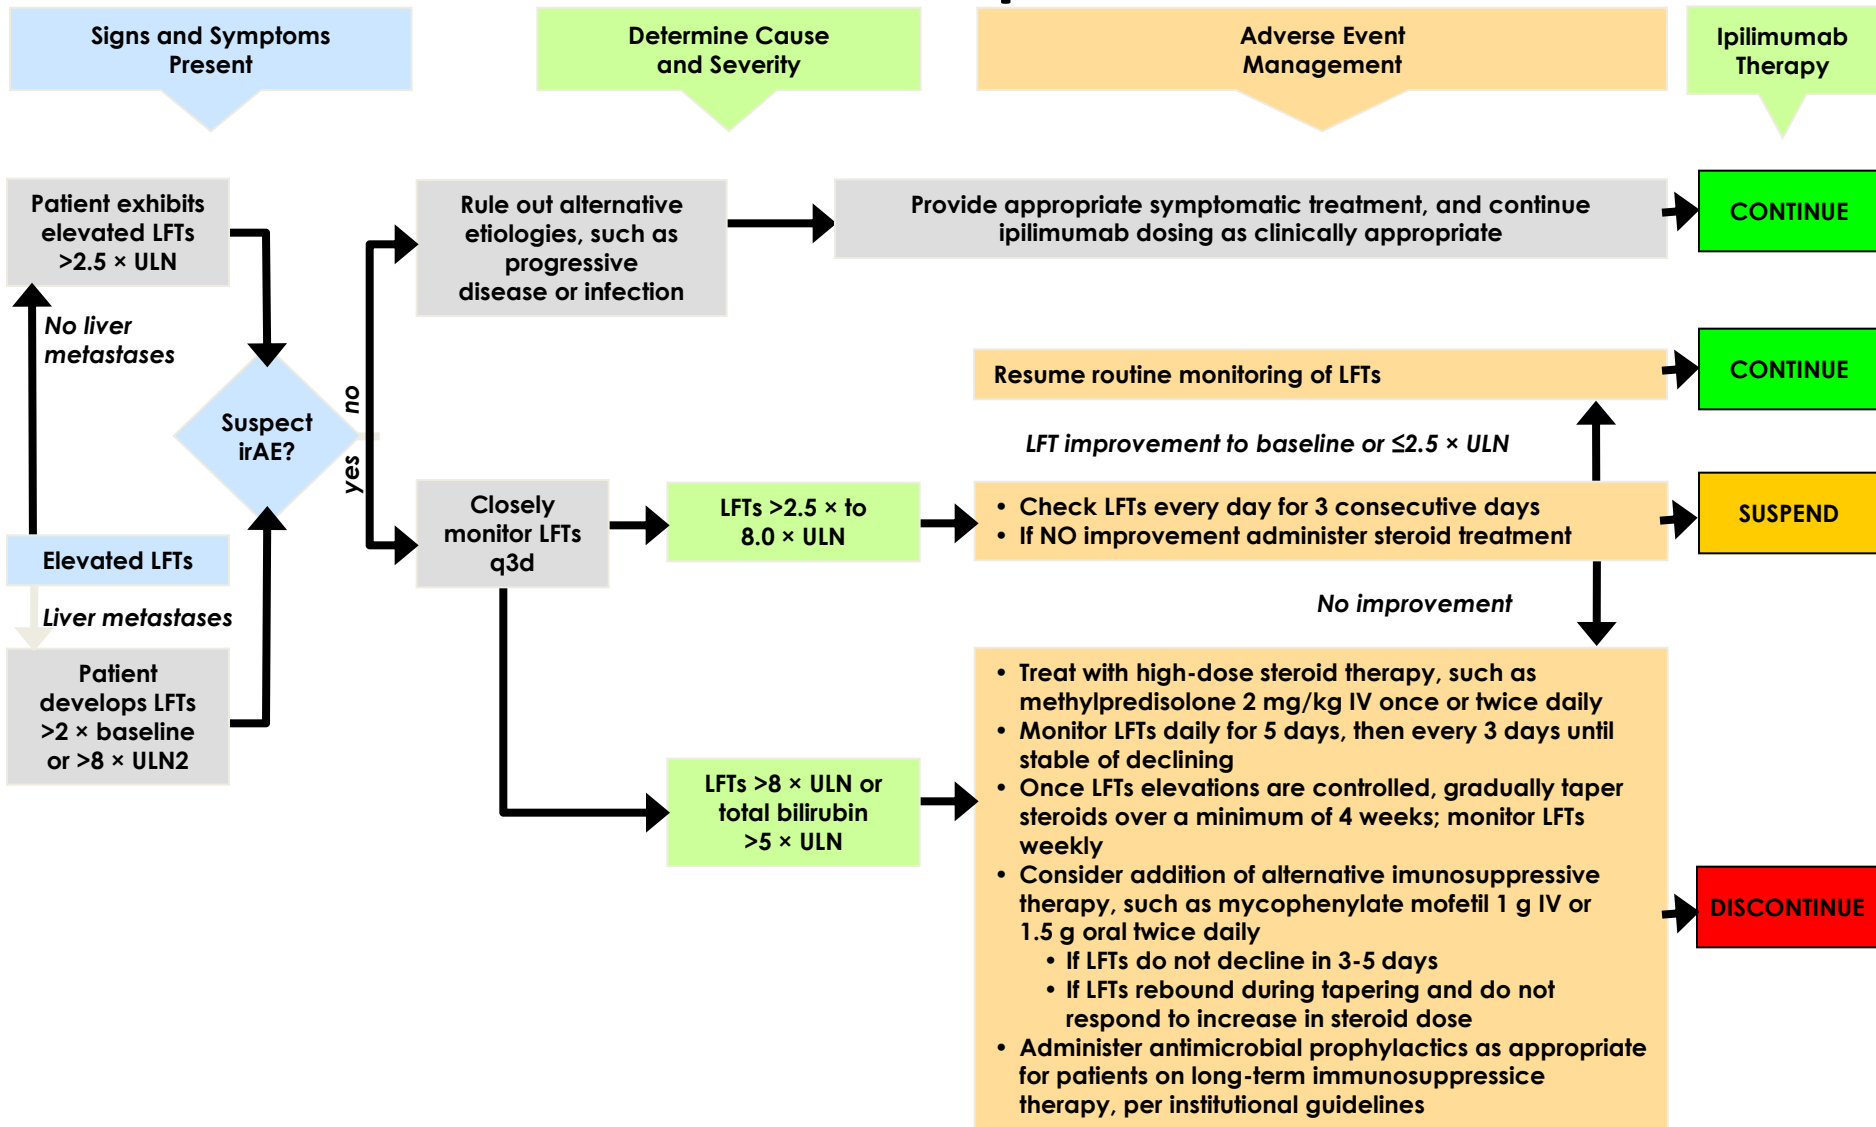 Signs and Symptoms
Present
Determine Cause
and Severity
Adverse Event
Management
Ipilimumab
Therapy
Patient exhibits
elevated LFTs
>2.5 × ULN
Rule out alternative
etiologies, such as
progressive
disease or infection
Provide appropriate symptomatic treatment, and continue
ipilimumab dosing as clinically appropriate
CONTINUE
No liver
metastases
Suspect
irAE?
no
yes
Resume routine monitoring of LFTs
CONTINUE
LFT improvement to baseline or ≤2.5 × ULN
Closely
monitor LFTs
q3d
LFTs >2.5 × to
8.0 × ULN
• Check LFTs every day for 3 consecutive days
• If NO improvement administer steroid treatment
SUSPEND
Elevated LFTs
Liver metastases
No improvement
Patient
develops LFTs
>2 × baseline
or >8 × ULN2
LFTs >8 × ULN or
total bilirubin
>5 × ULN
• Treat with high-dose steroid therapy, such as
methylpredisolone 2 mg/kg IV once or twice daily
• Monitor LFTs daily for 5 days, then every 3 days until
stable of declining
• Once LFTs elevations are controlled, gradually taper
steroids over a minimum of 4 weeks; monitor LFTs
weekly
• Consider addition of alternative imunosuppressive
therapy, such as mycophenylate mofetil 1 g IV or
1.5 g oral twice daily
• If LFTs do not decline in 3-5 days
• If LFTs rebound during tapering and do not
respond to increase in steroid dose
• Administer antimicrobial prophylactics as appropriate
for patients on long-term immunosuppressice
therapy, per institutional guidelines
DISCONTINUE